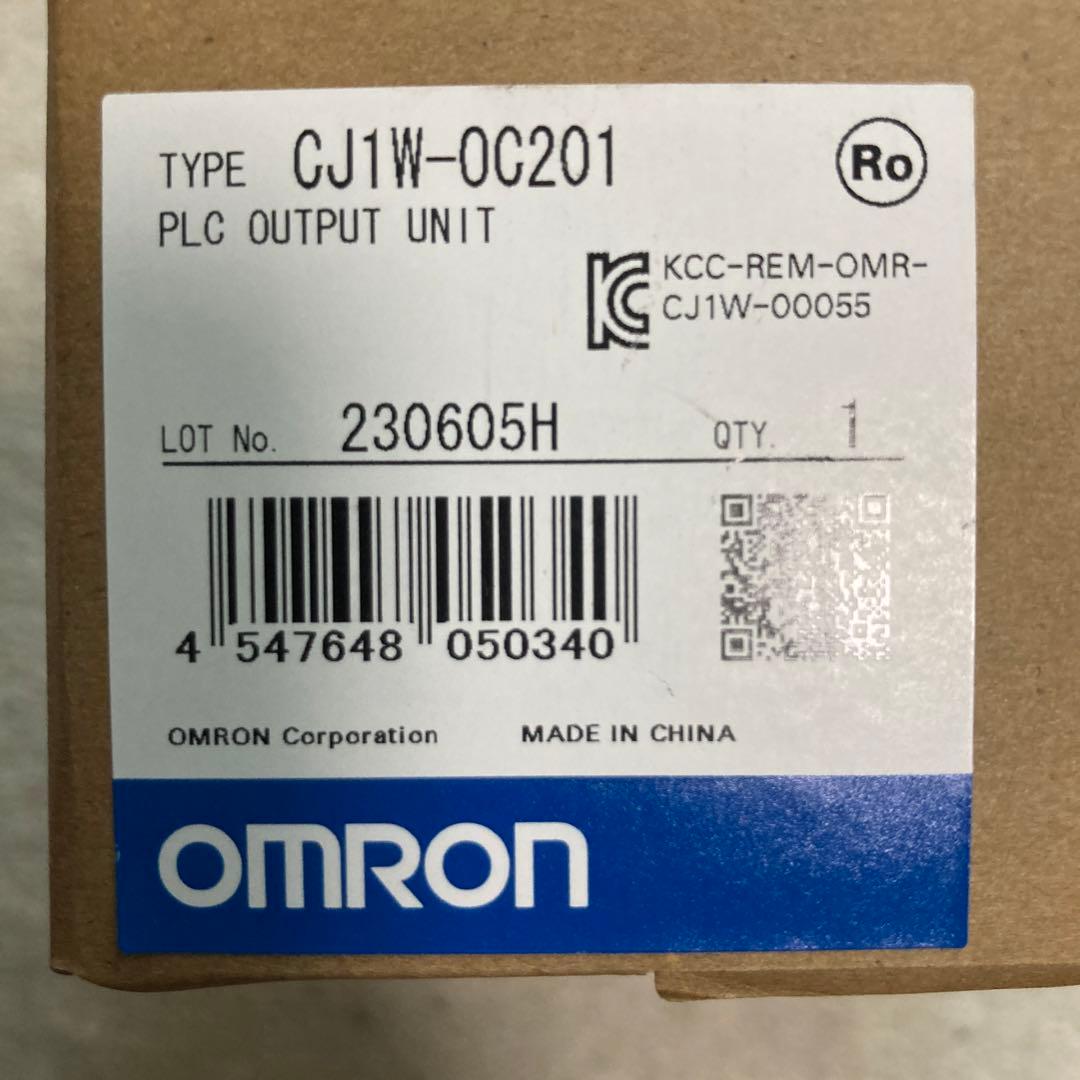 TYPE CJ1W-OC201
Ro
PLC OUTPUT UNIT
KCC-REM-OMR-
CJ1W-00055
LOT No. 230605H QTY. 1
4 547648 050340
OMRON Corporation MADE IN CHINA
OMRON